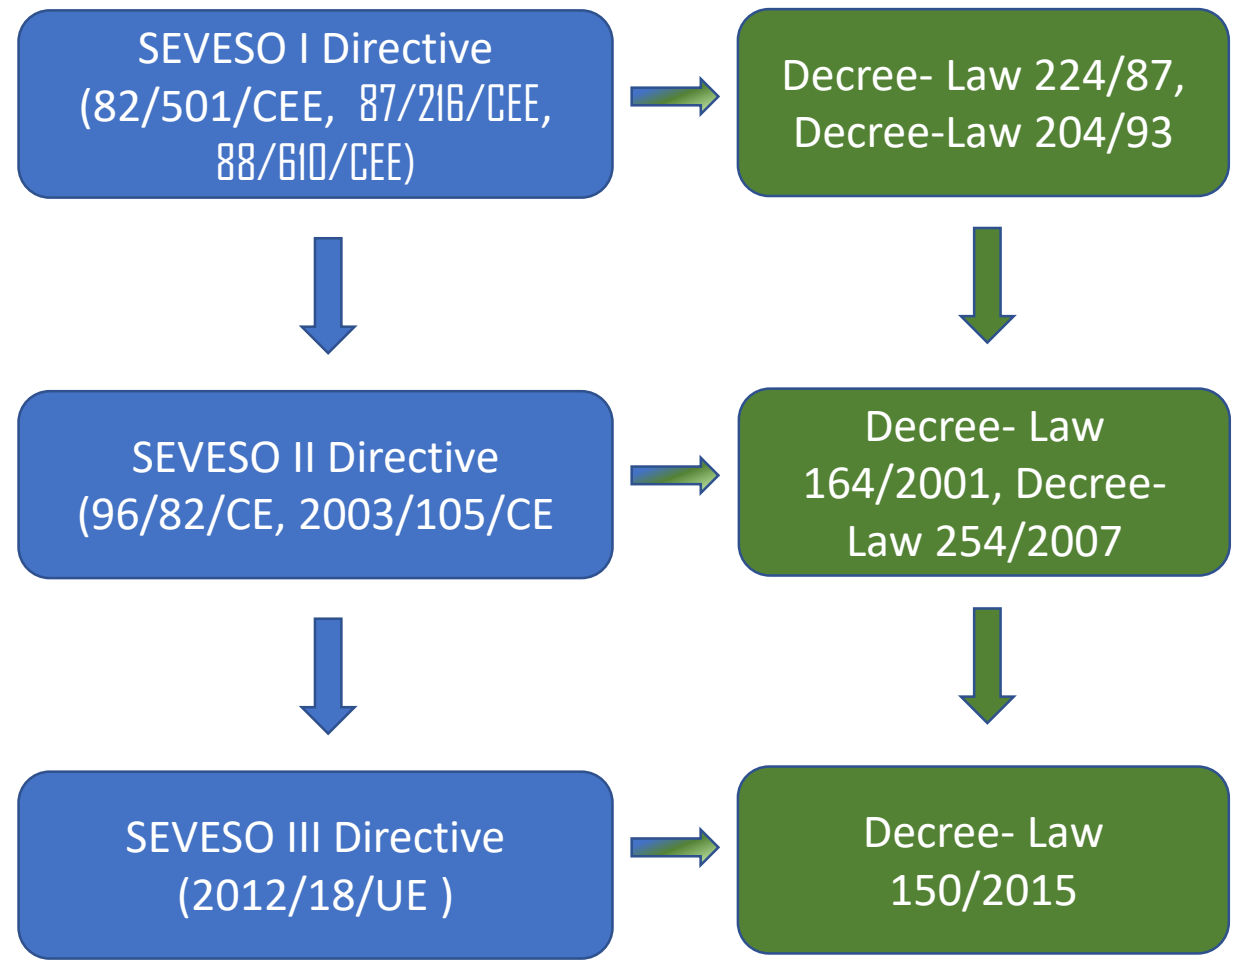 SEVESO I Directive
(82/501/CEE, 87/216/CEE,
88/610/CEE)
Decree- Law 224/87,
Decree-Law 204/93
SEVESO II Directive
(96/82/CE, 2003/105/CE
Decree- Law
164/2001, Decree-
Law 254/2007
SEVESO III Directive
(2012/18/UE )
Decree- Law
150/2015